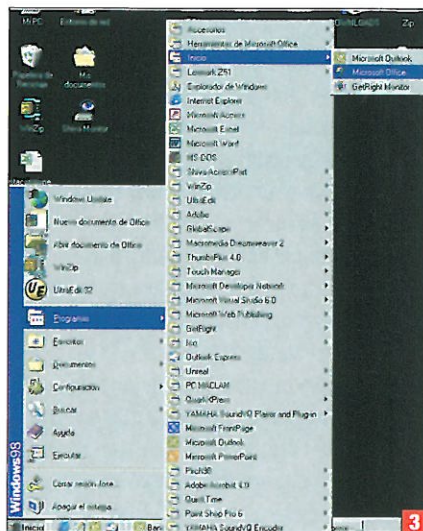 Mi PC
Entorno de red
DOWNLOADS
Zip
Papelera de
Reciclaje
Mis
documentos
WinZip
Shiva Monitor
Windows Update
Nuevo documento de Office
Abrir documento de Office
WinZip
UltraEdit 32
Programas
Favoritos
Documentos
Configuración
Buscar
Ayuda
Ejecutar...
Cerrar sesión Jose...
Apagar el sistema...
Windows98
Accesorios
Herramientas de Microsoft Office
Inicio
Lexmark Z51
Explorador de Windows
Internet Explorer
Microsoft Access
Microsoft Excel
Microsoft Word
MS-DOS
Shiva AccessPort
WinZip
UltraEdit
Adobe
GlobalScape
Macromedia Dreamweaver 2
ThumbsPlus 4.0
Touch Manager
Microsoft Developer Network
Microsoft Visual Studio 6.0
Microsoft Web Publishing
GetRight
Icq
Outlook Express
Unreal
PC MACLAN
QuarkXPress
YAMAHA SoundVQ Player and Plug-in
Microsoft FrontPage
Microsoft Outlook
Microsoft PowerPoint
Pitch36
Adobe Acrobat 4.0
QuickTime
Paint Shop Pro 6
YAMAHA SoundVQ Encoder
Microsoft Outlook
Microsoft Office
GetRight Monitor
Inicio
3